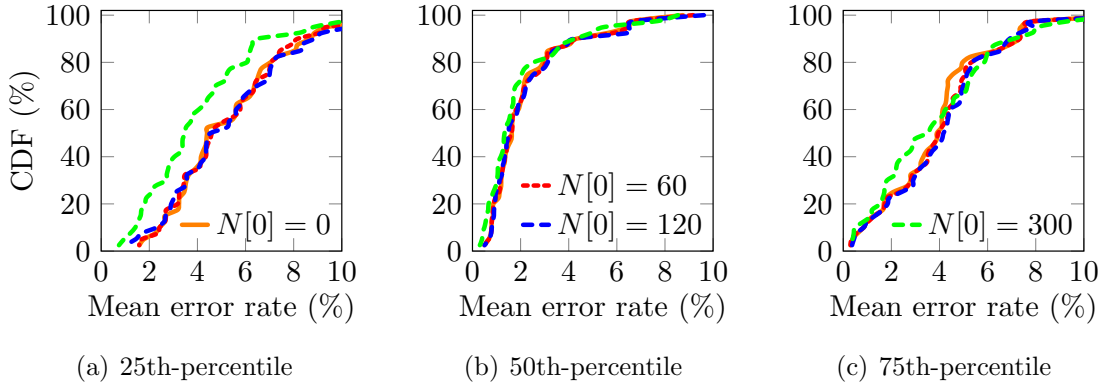 CDF (%)
100
80
60
40
20
0
N[0] = 0
0 2 4 6 8 10
Mean error rate (%)
(a) 25th-percentile
100
80
60
40
20
0
N[0] = 60
N[0] = 120
0 2 4 6 8 10
Mean error rate (%)
(b) 50th-percentile
100
80
60
40
20
0
N[0] = 300
0 2 4 6 8 10
Mean error rate (%)
(c) 75th-percentile